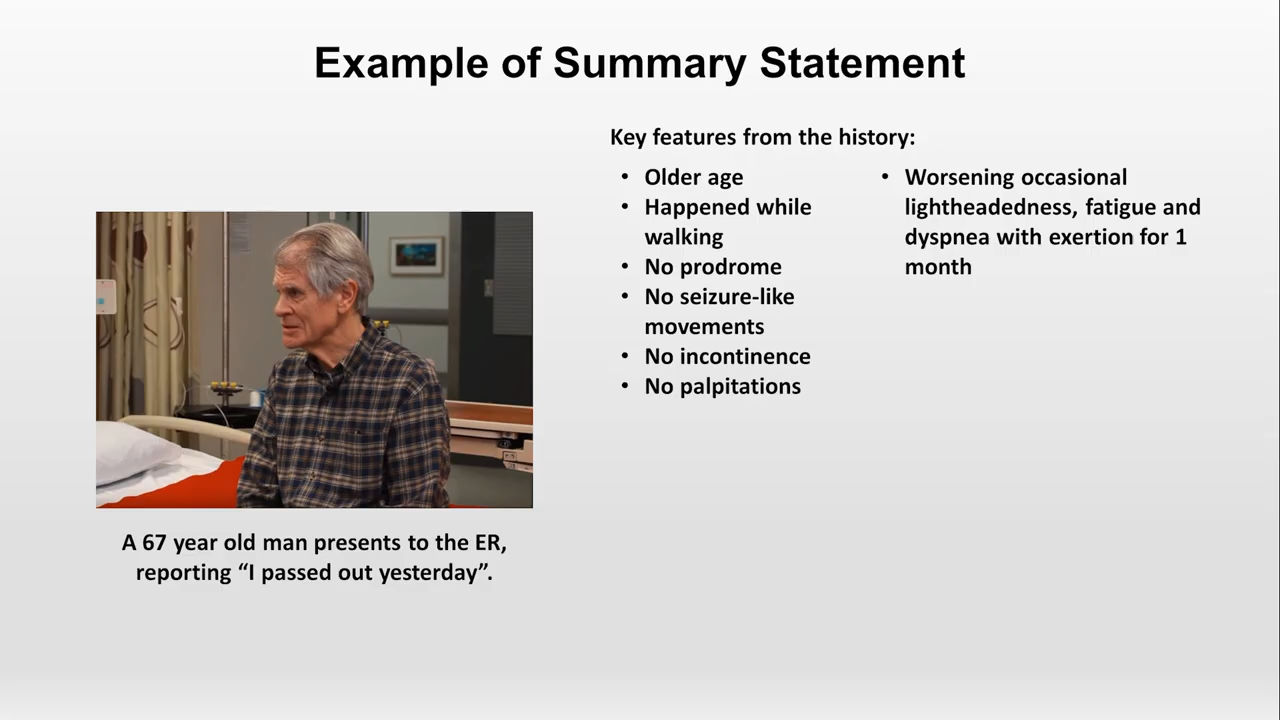 Example of Summary Statement
Key features from the history:
• Older age
• Happened while
walking
• No prodrome
• No seizure-like
movements
• No incontinence
• No palpitations
• Worsening occasional
lightheadedness, fatigue and
dyspnea with exertion for 1
month
A 67 year old man presents to the ER,
reporting “I passed out yesterday”.